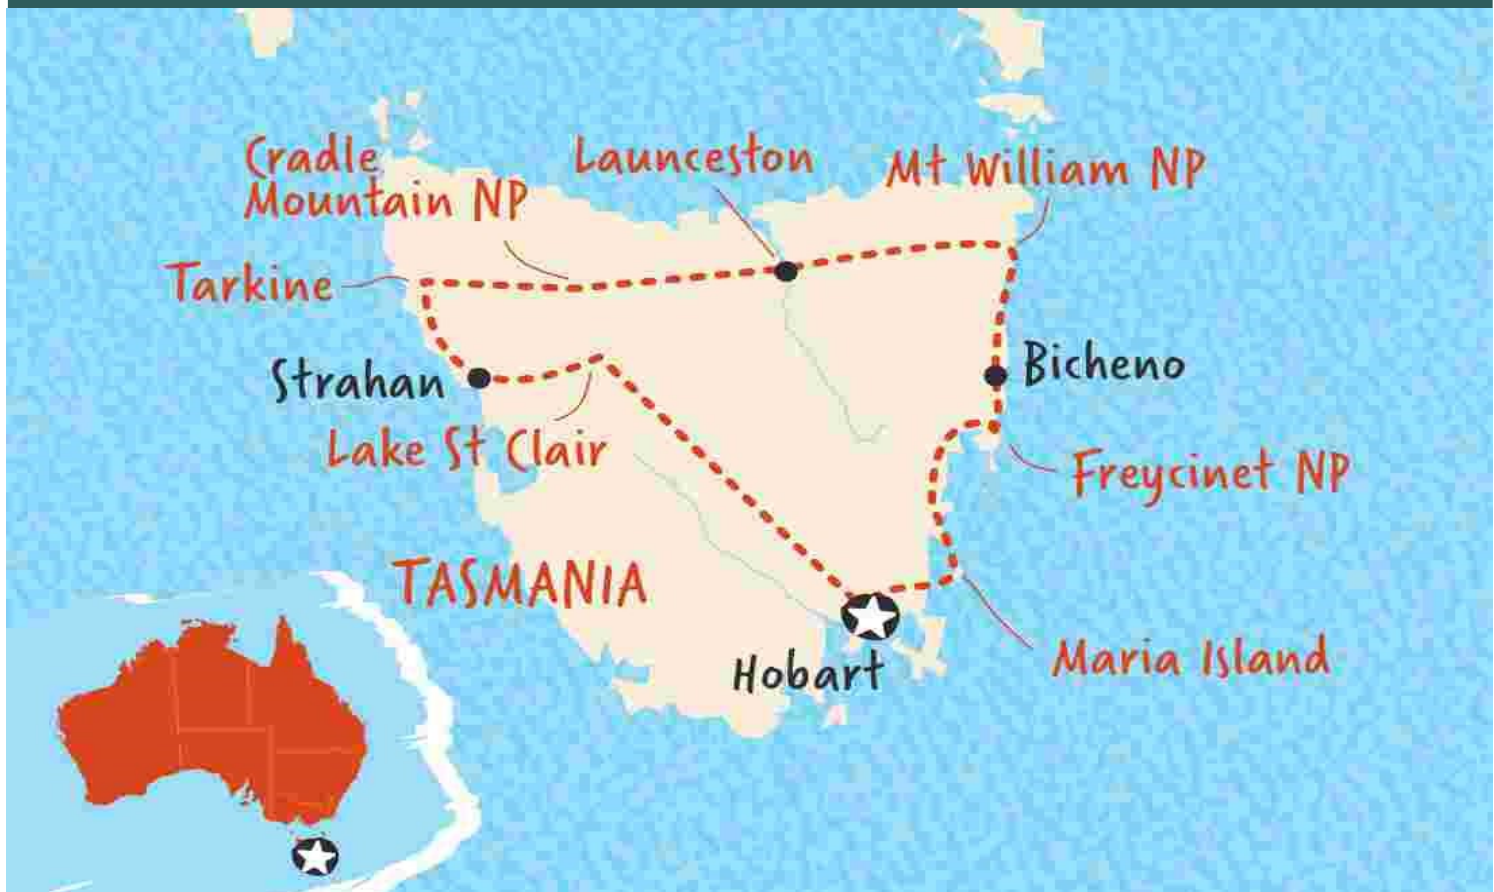 Cradle
Mountain NP
Launceston
Mt William NP
Tarkine
Strahan
Bicheno
Lake St Clair
Freycinet NP
TASMANIA
Hobart
Maria Island